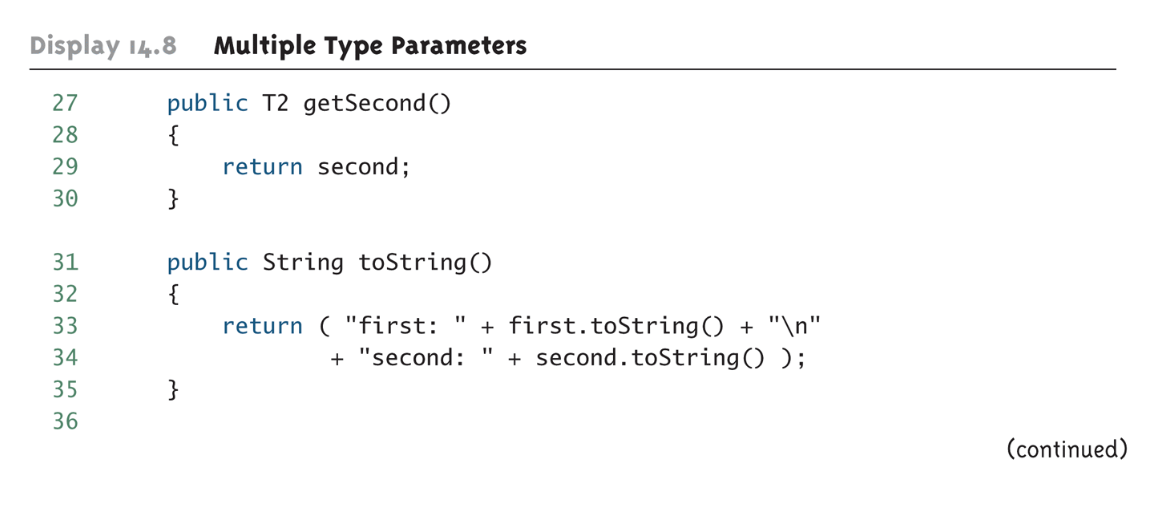 Display 14.8 Multiple Type Parameters
27 public T2 getSecond()
28 {
29 return second;
30 }
31 public String toString()
32 {
33 return ( "first: " + first.toString() + "\n"
34 + "second: " + second.toString() );
35 }
36
(continued)